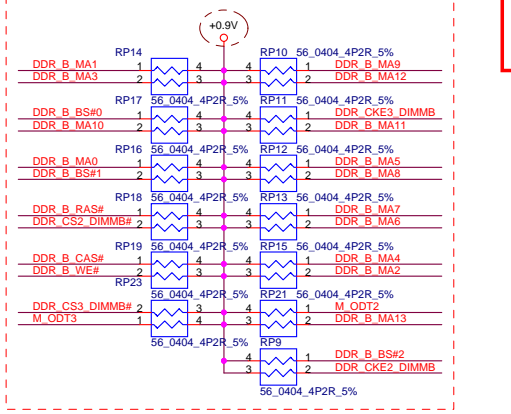 +0.9V
RP14 RP10 56_0404_4P2R_5%
DDR_B_MA1 1 4 4 1 DDR_B_MA9
DDR_B_MA3 2 3 3 2 DDR_B_MA12
RP17 56_0404_4P2R_5% RP11 56_0404_4P2R_5%
DDR_B_BS#0 1 4 4 1 DDR_CKE3_DIMMB
DDR_B_MA10 2 3 3 2 DDR_B_MA11
RP16 56_0404_4P2R_5% RP12 56_0404_4P2R_5%
DDR_B_MA0 1 4 4 1 DDR_B_MA5
DDR_B_BS#1 2 3 3 2 DDR_B_MA8
RP18 56_0404_4P2R_5% RP13 56_0404_4P2R_5%
DDR_B_RAS# 1 4 4 1 DDR_B_MA7
DDR_CS2_DIMMB# 2 3 3 2 DDR_B_MA6
RP19 56_0404_4P2R_5% RP15 56_0404_4P2R_5%
DDR_B_CAS# 1 4 4 1 DDR_B_MA4
DDR_B_WE# 2 3 3 2 DDR_B_MA2
RP23 56_0404_4P2R_5% RP21 56_0404_4P2R_5%
DDR_CS3_DIMMB# 2 3 4 1 M_ODT2
M_ODT3 1 4 3 2 DDR_B_MA13
56_0404_4P2R_5% RP9 56_0404_4P2R_5%
4 1 DDR_B_BS#2
3 2 DDR_CKE2_DIMMB
56_0404_4P2R_5%